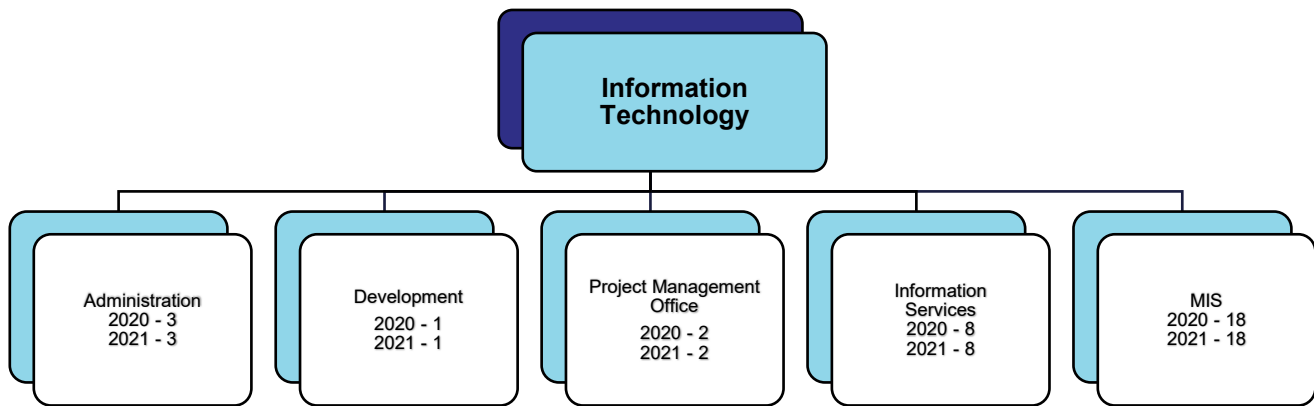 Information
Technology
Administration
2020 - 3
2021 - 3
Development
2020 - 1
2021 - 1
Project Management
Office
2020 - 2
2021 - 2
Information
Services
2020 - 8
2021 - 8
MIS
2020 - 18
2021 - 18